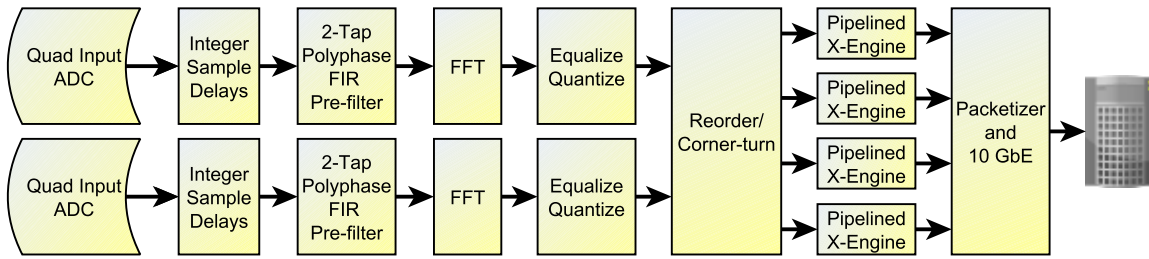 Quad Input
ADC
Integer
Sample
Delays
2-Tap
Polyphase
FIR
Pre-filter
FFT
Equalize
Quantize
Quad Input
ADC
Integer
Sample
Delays
2-Tap
Polyphase
FIR
Pre-filter
FFT
Equalize
Quantize
Reorder/
Corner-turn
Pipelined
X-Engine
Pipelined
X-Engine
Pipelined
X-Engine
Pipelined
X-Engine
Packetizer
and
10 GbE